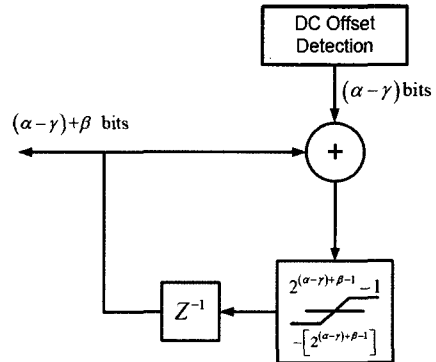 DC Offset
Detection
(α−γ) bits
(α−γ)+β bits
+
2^{(α−γ)+β−1} −1
Z^{−1}
−[2^{(α−γ)+β−1}]